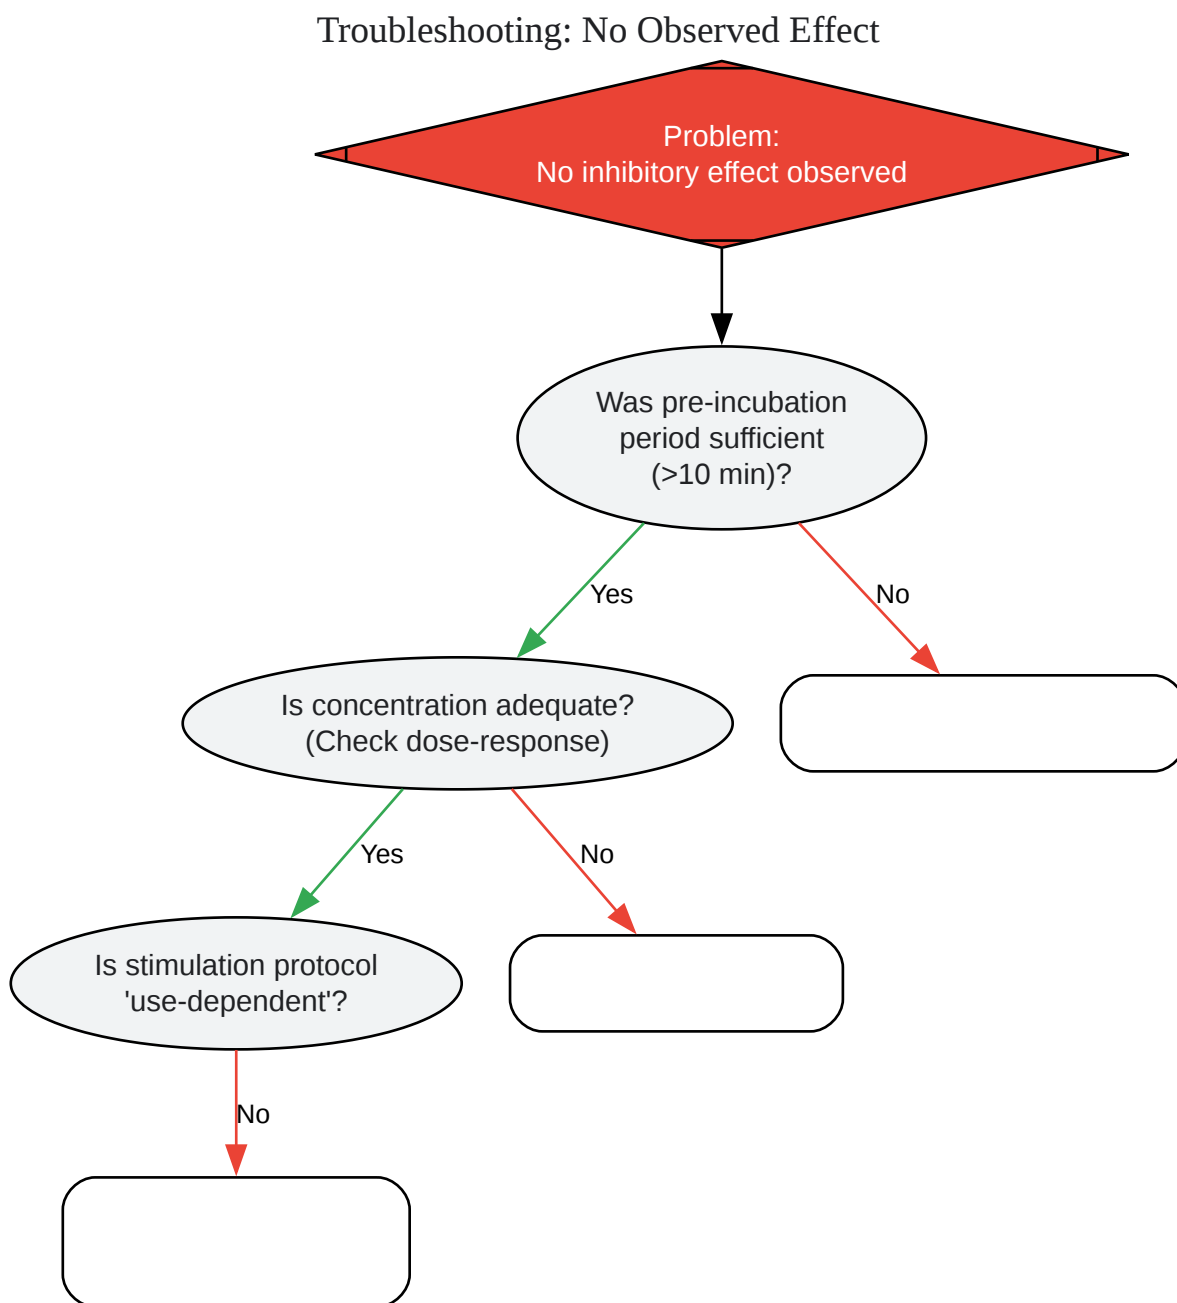 Troubleshooting: No Observed Effect
Problem:
No inhibitory effect observed
Was pre-incubation
period sufficient
(>10 min)?
Yes
No
Is concentration adequate?
(Check dose-response)
Yes
No
Is stimulation protocol
'use-dependent'?
No